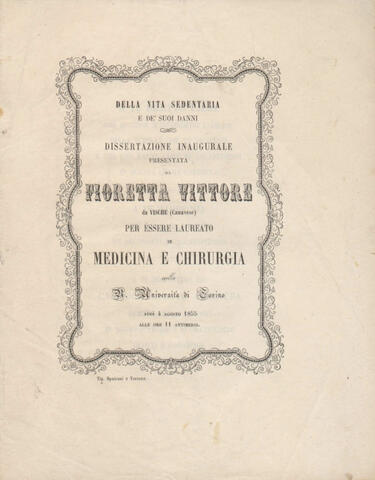 DELLA VITA SEDENTARIA
E DE' SUOI DANNI
DISSERTAZIONE INAUGURALE
PRESENTATA
DA
FIORETTA VITTORE
da VISCHE (Canavese)
PER ESSERE LAUREATO
IN
MEDICINA E CHIRURGIA
nella
R. Università di Torino
ADDÌ 4 AGOSTO 1855
ALLE ORE 11 ANTIMERID.
Tip. Speirani e Tortone.